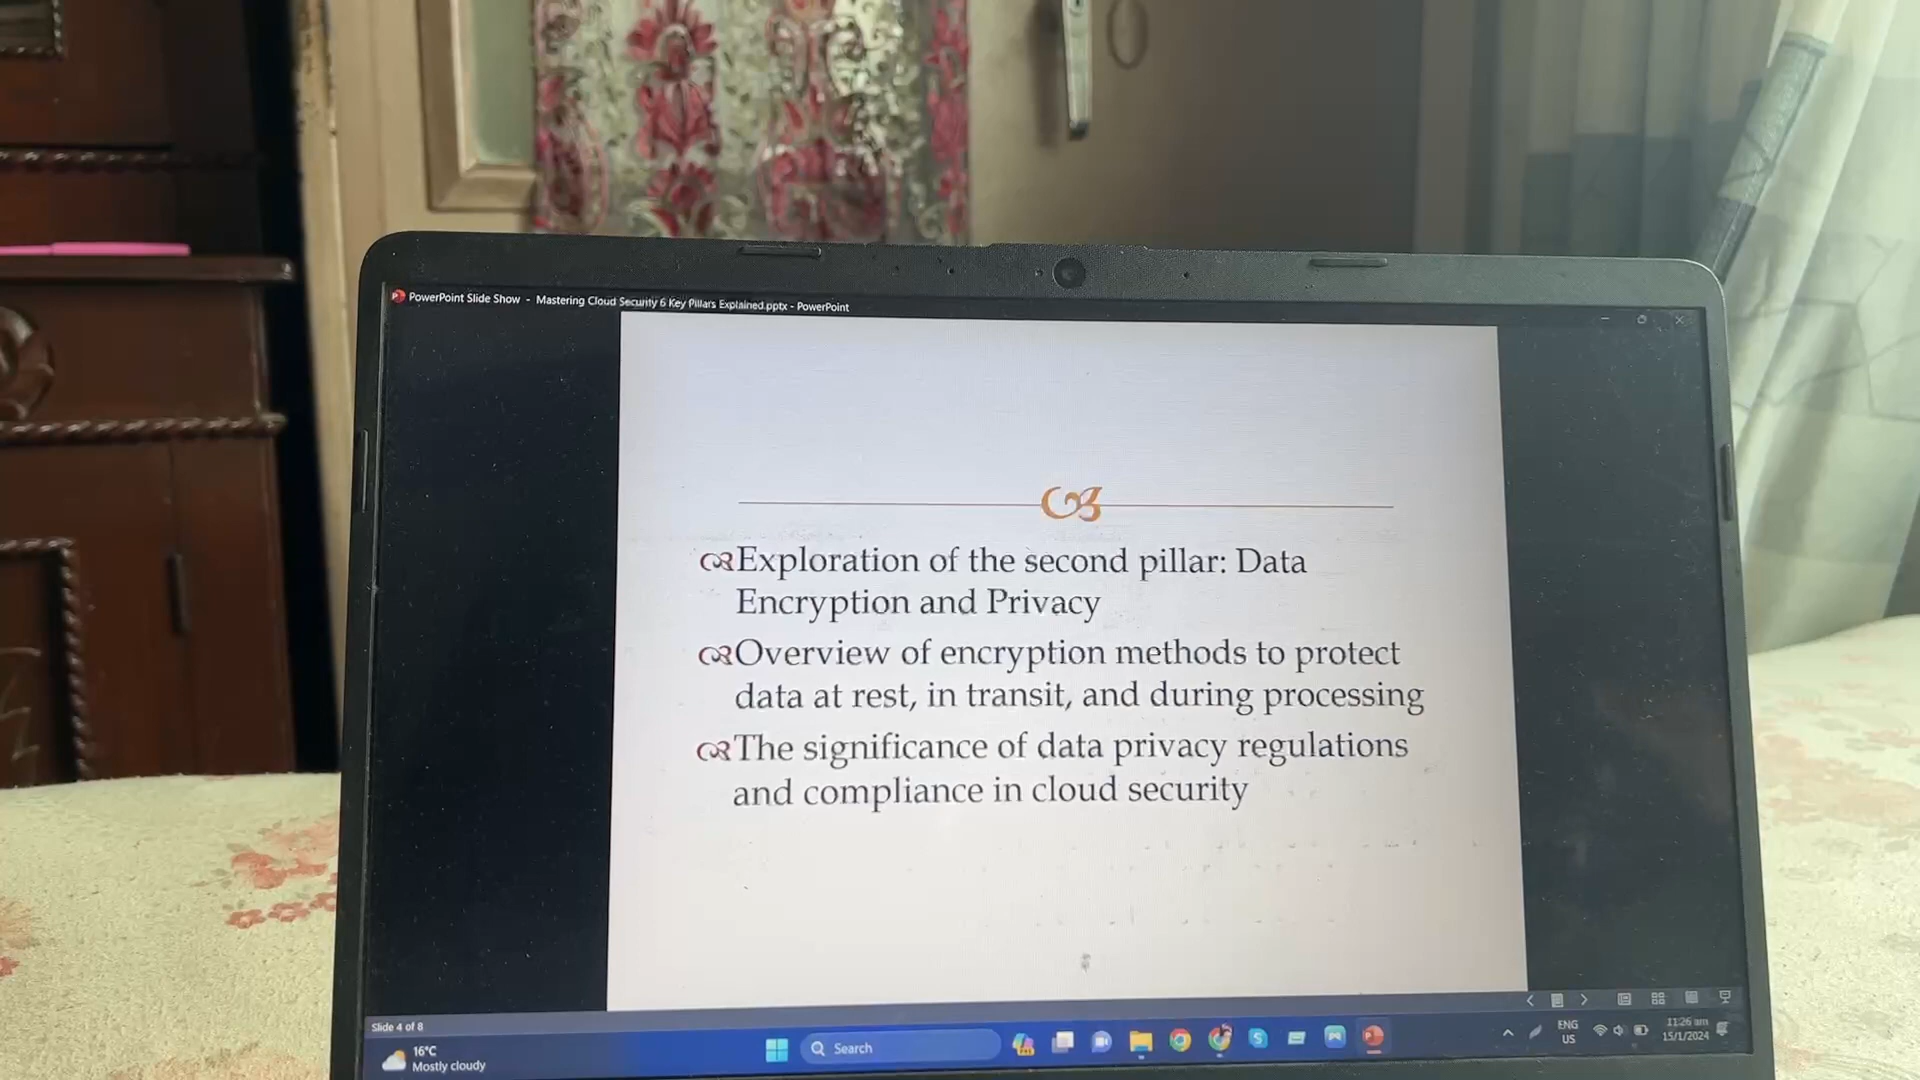 PowerPoint Slide Show - Mastering Cloud Security 6 Key Pillars Explained.pptx - PowerPoint
Exploration of the second pillar: Data
Encryption and Privacy
Overview of encryption methods to protect
data at rest, in transit, and during processing
The significance of data privacy regulations
and compliance in cloud security
Slide 4 of 8
16°C
Mostly cloudy
Search
ENG
US
11:26 am
15/1/2024